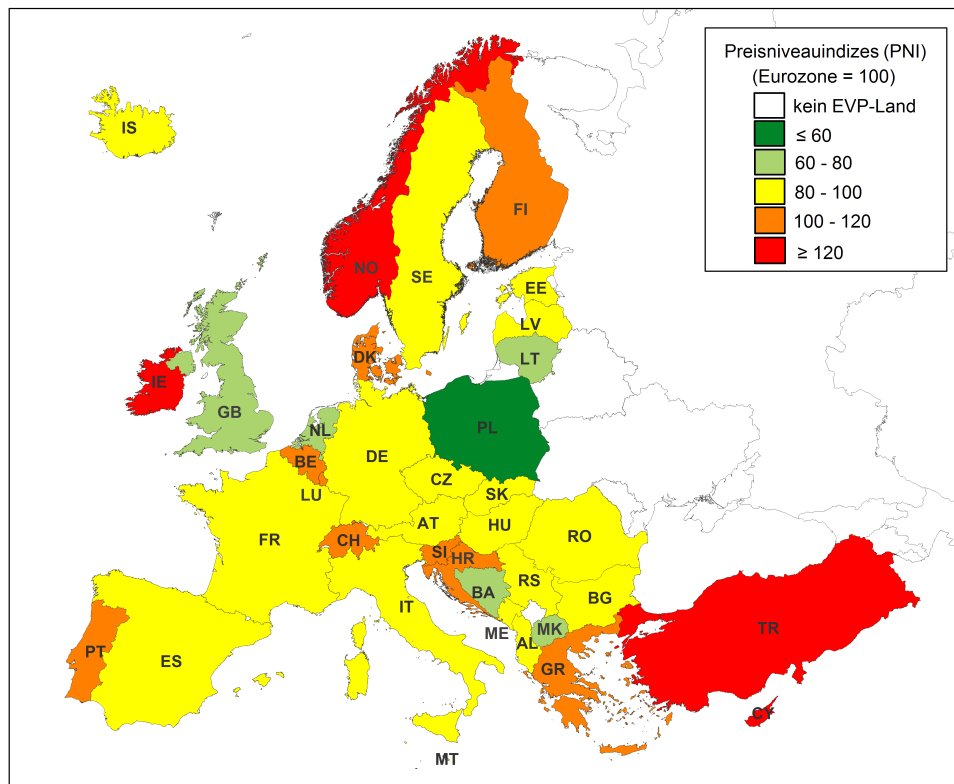 Preisniveauindizes (PNI)
(Eurozone = 100)
kein EVP-Land
≤ 60
60 - 80
80 - 100
100 - 120
≥ 120
IS
FI
NO
SE
EE
LV
DK
LT
IE
GB
NL
PL
BE
DE
CZ
LU
SK
AT
HU
FR
CH
RO
SI
HR
RS
BA
BG
IT
ME
MK
TR
AL
PT
ES
GR
CY
MT